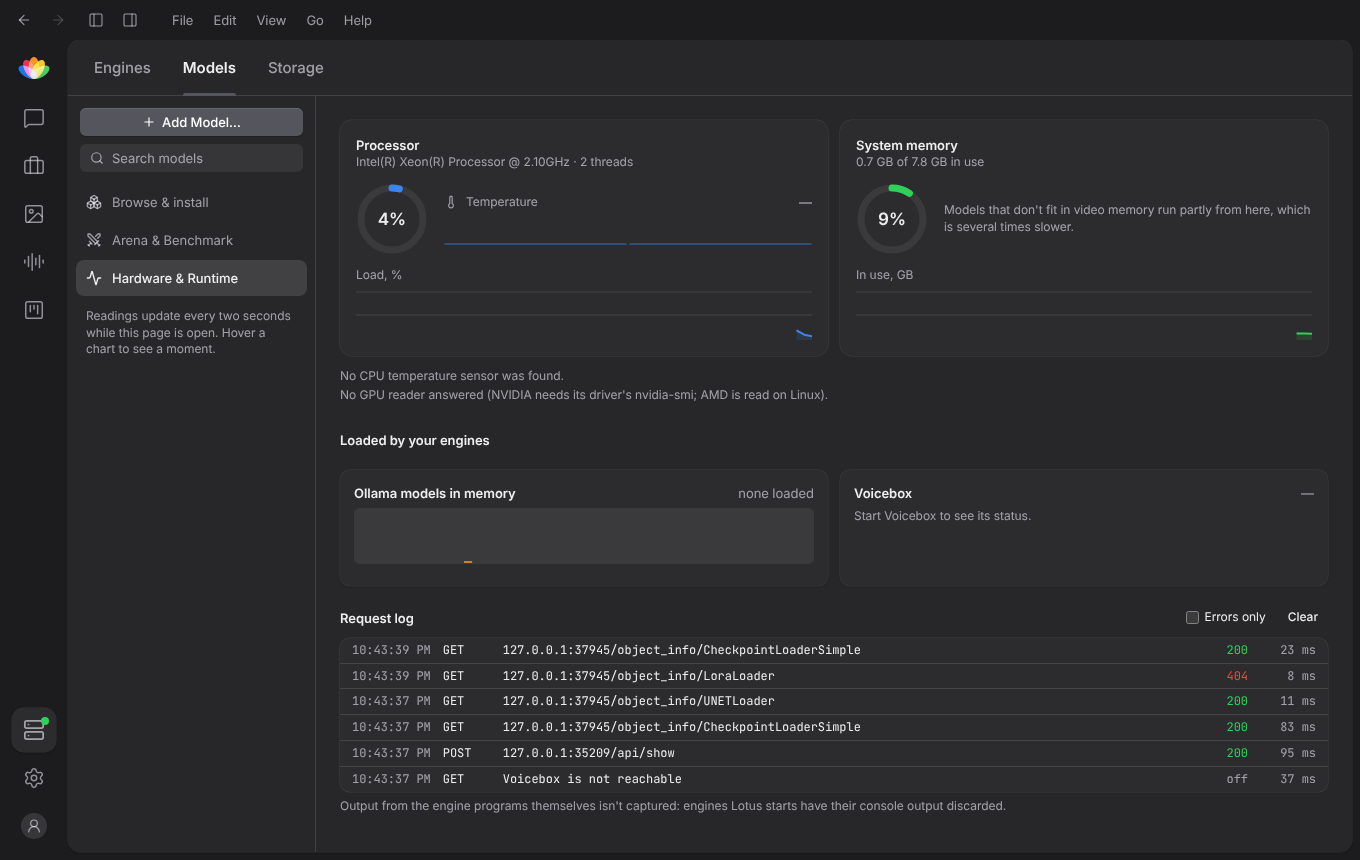 File Edit View Go Help
Engines Models Storage
Add Model...
Search models
Browse & install
Arena & Benchmark
Hardware & Runtime
Readings update every two seconds
while this page is open. Hover a
chart to see a moment.
Processor
Intel(R) Xeon(R) Processor @ 2.10GHz · 2 threads
4%
Temperature
—
Load, %
System memory
0.7 GB of 7.8 GB in use
9%
Models that don't fit in video memory run partly from here, which
is several times slower.
In use, GB
No CPU temperature sensor was found.
No GPU reader answered (NVIDIA needs its driver's nvidia-smi; AMD is read on Linux).
Loaded by your engines
Ollama models in memory none loaded
Voicebox —
Start Voicebox to see its status.
Request log Errors only Clear
10:43:39 PM GET 127.0.0.1:37945/object_info/CheckpointLoaderSimple 200 23 ms
10:43:39 PM GET 127.0.0.1:37945/object_info/LoraLoader 404 8 ms
10:43:37 PM GET 127.0.0.1:37945/object_info/UNETLoader 200 11 ms
10:43:37 PM GET 127.0.0.1:37945/object_info/CheckpointLoaderSimple 200 83 ms
10:43:37 PM POST 127.0.0.1:35209/api/show 200 95 ms
10:43:37 PM GET Voicebox is not reachable off 37 ms
Output from the engine programs themselves isn't captured: engines Lotus starts have their console output discarded.